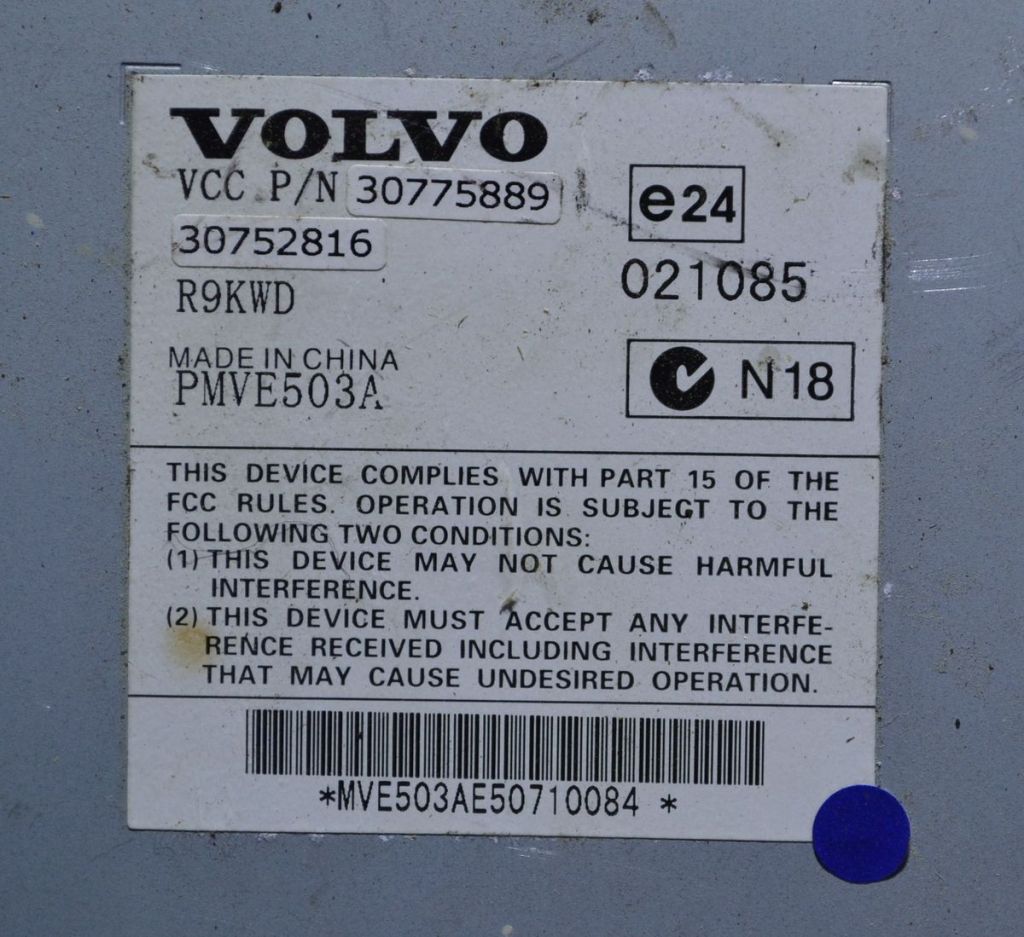 VOLVO
VCC P/N 30775889
30752816
R9KWD
MADE IN CHINA
PMVE503A
e24
021085
N18
THIS DEVICE COMPLIES WITH PART 15 OF THE
FCC RULES. OPERATION IS SUBJECT TO THE
FOLLOWING TWO CONDITIONS:
(1) THIS DEVICE MAY NOT CAUSE HARMFUL
INTERFERENCE.
(2) THIS DEVICE MUST ACCEPT ANY INTERFE-
RENCE RECEIVED INCLUDING INTERFERENCE
THAT MAY CAUSE UNDESIRED OPERATION.
*MVE503AE50710084 *